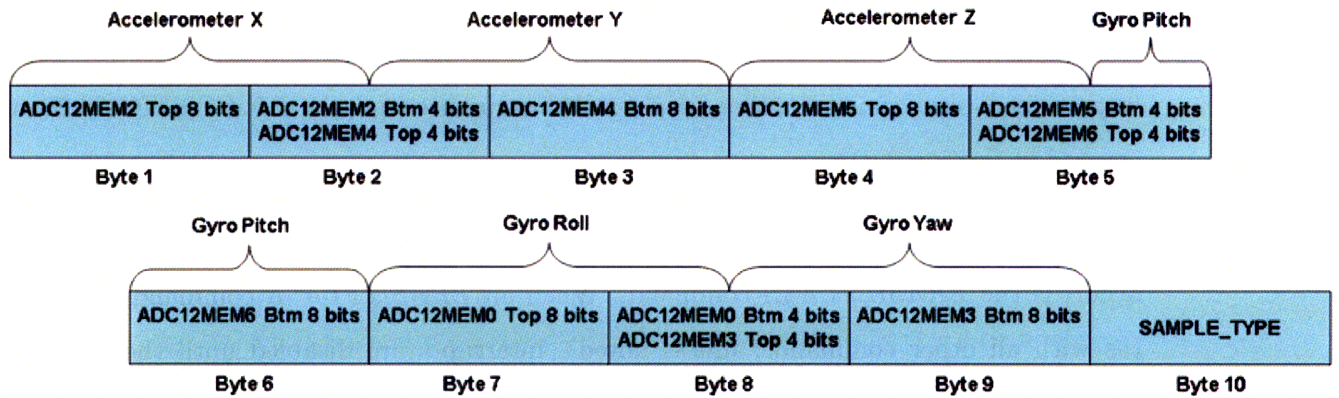 Accelerometer X
Accelerometer Y
Accelerometer Z
Gyro Pitch
ADC12MEM2 Top 8 bits
ADC12MEM2 Btm 4 bits
ADC12MEM4 Top 4 bits
ADC12MEM4 Btm 8 bits
ADC12MEM5 Top 8 bits
ADC12MEM5 Btm 4 bits
ADC12MEM6 Top 4 bits
Byte 1
Byte 2
Byte 3
Byte 4
Byte 5
Gyro Pitch
Gyro Roll
Gyro Yaw
ADC12MEM6 Btm 8 bits
ADC12MEM0 Top 8 bits
ADC12MEM0 Btm 4 bits
ADC12MEM3 Top 4 bits
ADC12MEM3 Btm 8 bits
SAMPLE_TYPE
Byte 6
Byte 7
Byte 8
Byte 9
Byte 10